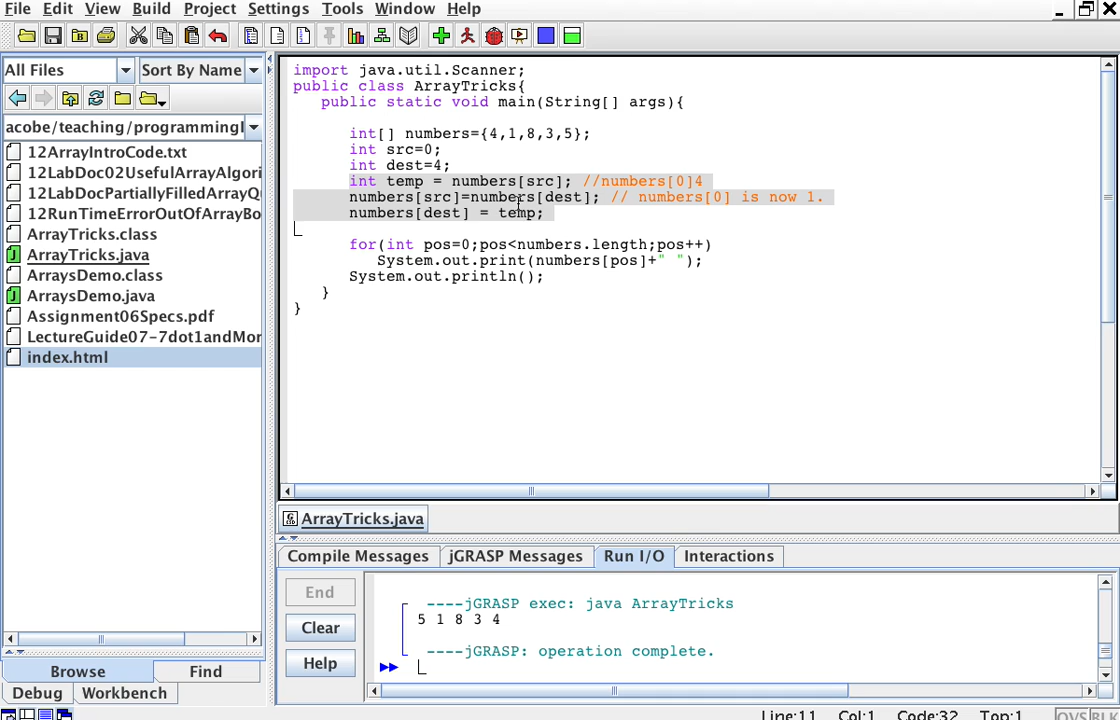 File Edit View Build Project Settings Tools Window Help
All Files Sort By Name
acobe/teaching/programmingI
12ArrayIntroCode.txt
12LabDoc02UsefulArrayAlgori
12LabDocPartiallyFilledArrayQ
12RunTimeErrorOutOfArrayBo
ArrayTricks.class
ArrayTricks.java
ArraysDemo.class
ArraysDemo.java
Assignment06Specs.pdf
LectureGuide07-7dot1andMor
index.html
Browse Find
Debug Workbench
import java.util.Scanner;
public class ArrayTricks{
public static void main(String[] args){
int[] numbers={4,1,8,3,5};
int src=0;
int dest=4;
int temp = numbers[src]; //numbers[0]4
numbers[src]=numbers[dest]; // numbers[0] is now 1.
numbers[dest] = temp;
for(int pos=0;pos<numbers.length;pos++)
System.out.print(numbers[pos]+" ");
System.out.println();
}
}
ArrayTricks.java
Compile Messages jGRASP Messages Run I/O Interactions
End
Clear
Help
----jGRASP exec: java ArrayTricks
5 1 8 3 4
----jGRASP: operation complete.
Line:11 Col:1 Code:32 Top:1 OVS BLK